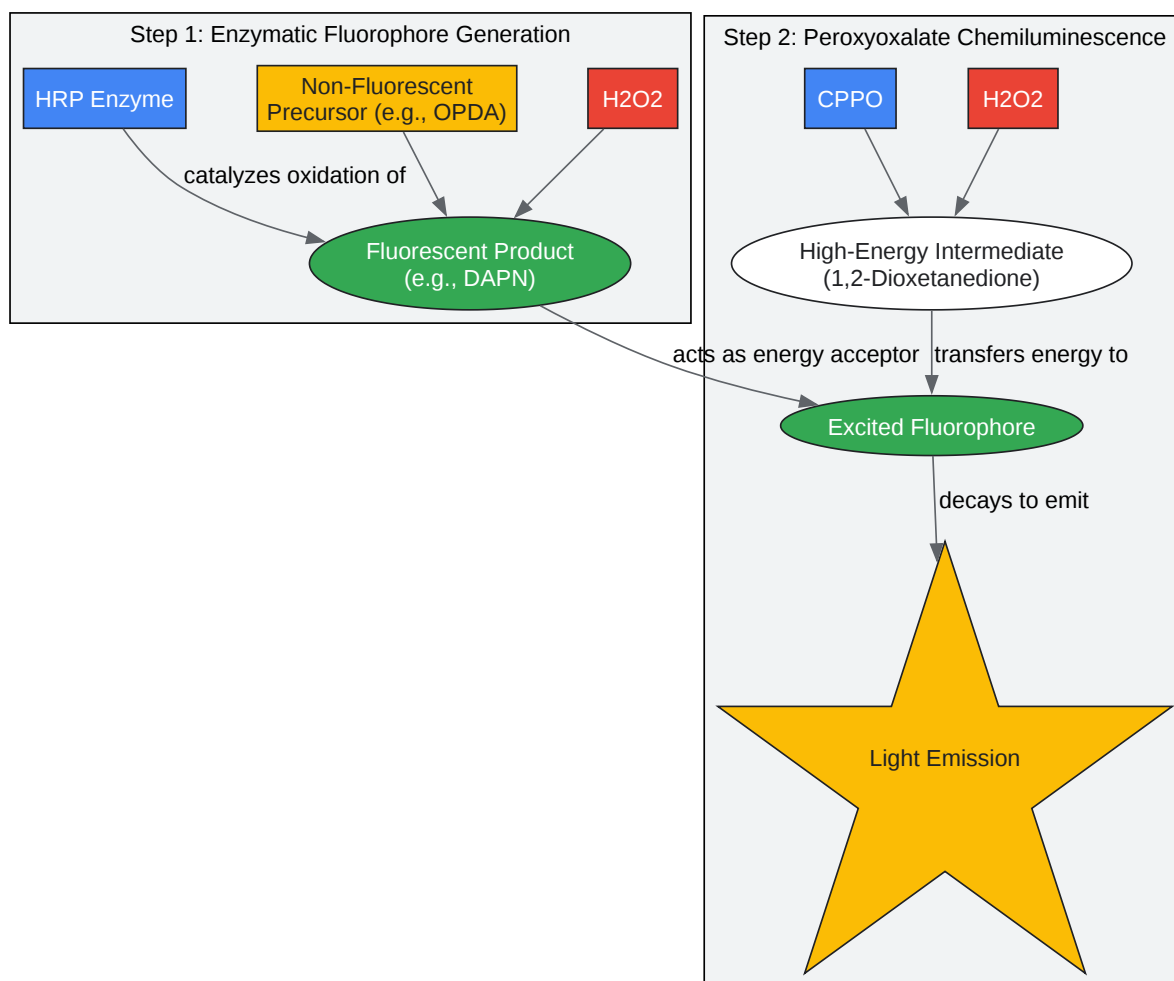 Step 1: Enzymatic Fluorophore Generation
HRP Enzyme
Non-Fluorescent
Precursor (e.g., OPDA)
H2O2
catalyzes oxidation of
Fluorescent Product
(e.g., DAPN)
Step 2: Peroxyoxalate Chemiluminescence
CPPO
H2O2
High-Energy Intermediate
(1,2-Dioxetanedione)
acts as energy acceptor
transfers energy to
Excited Fluorophore
decays to emit
Light Emission